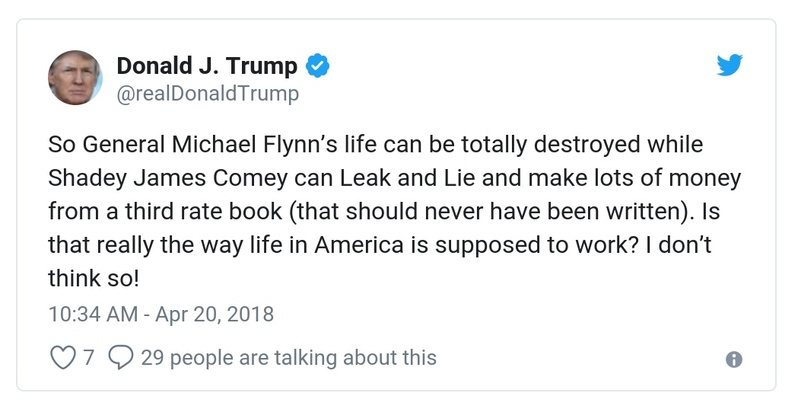 Donald J. Trump
@realDonaldTrump
So General Michael Flynn’s life can be totally destroyed while
Shadey James Comey can Leak and Lie and make lots of money
from a third rate book (that should never have been written). Is
that really the way life in America is supposed to work? I don’t
think so!
10:34 AM - Apr 20, 2018
7 29 people are talking about this